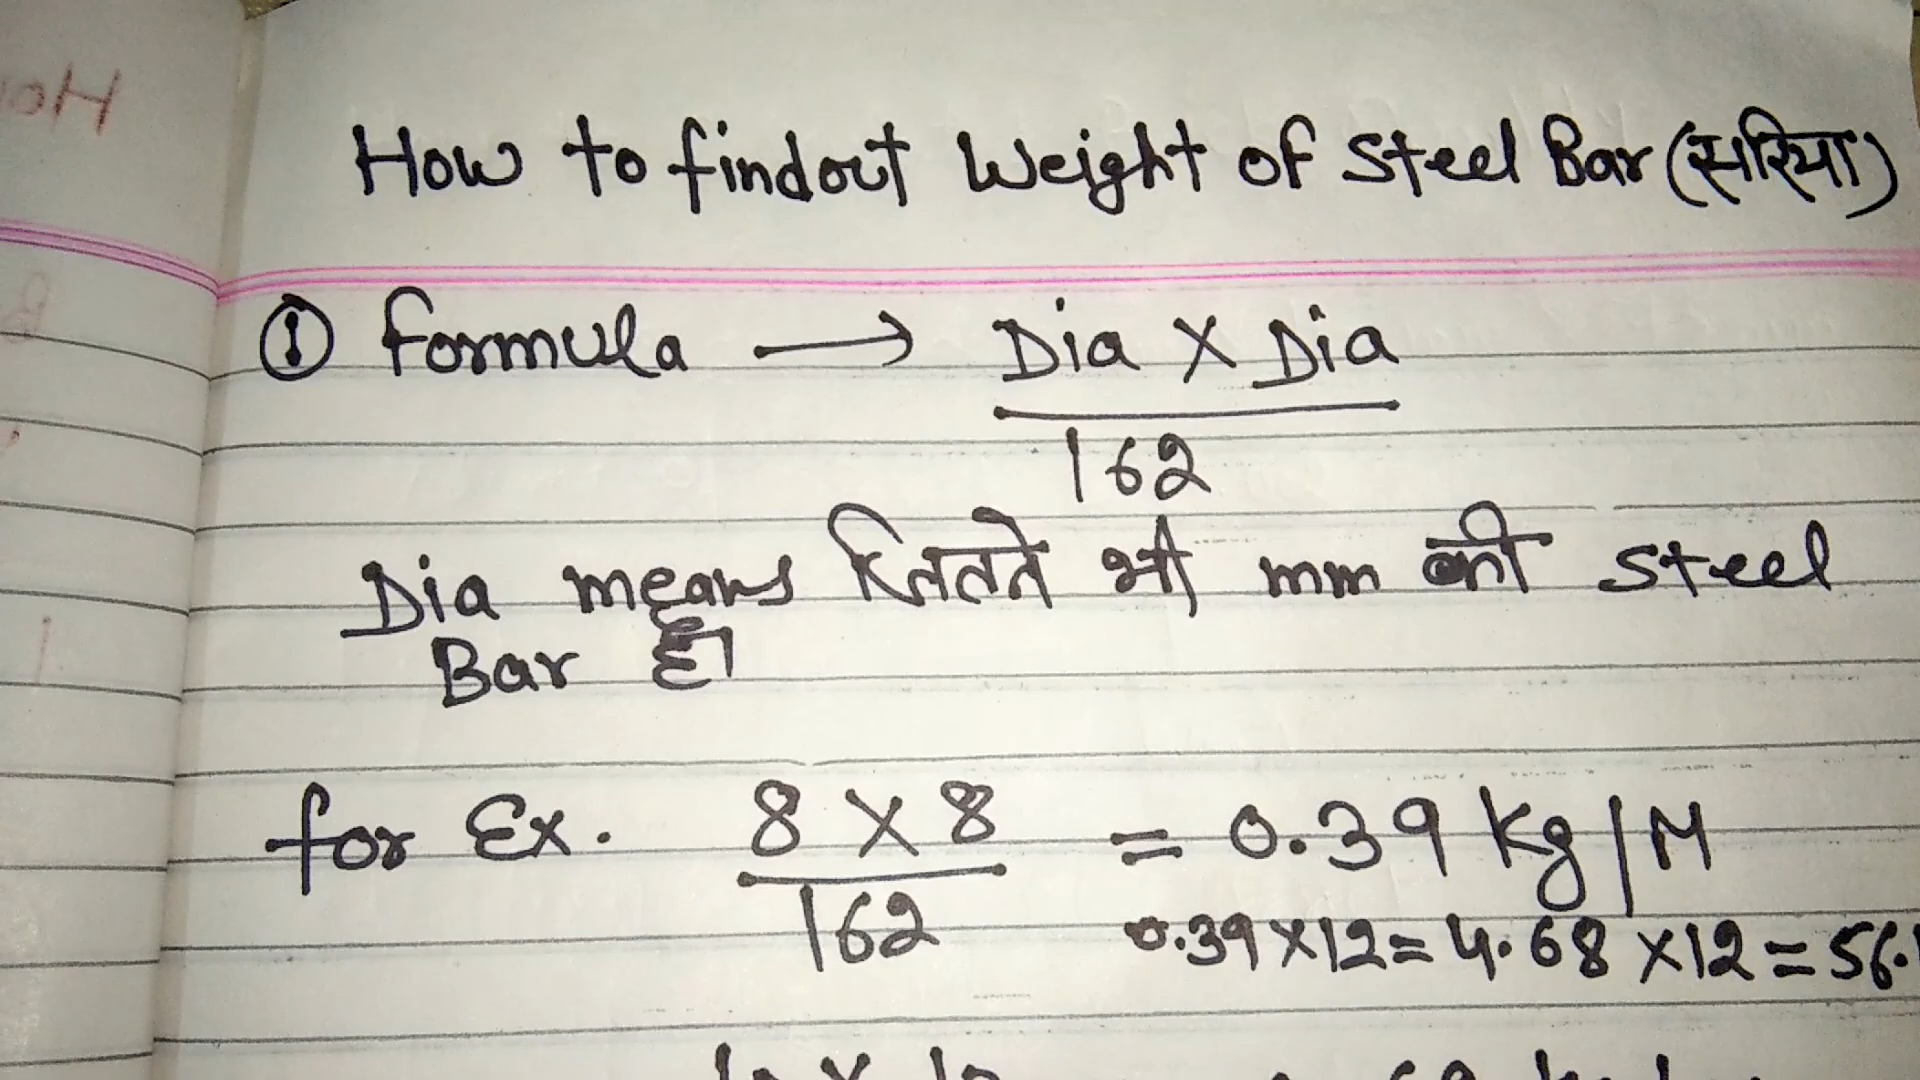 How to findout Weight of Steel Bar (सरिया)
① formula → Dia X Dia
162
Dia means जितने भी mm की steel
Bar हो
for Ex. 8 X 8 = 0.39 Kg/M
162
0.39 X 12 = 4.68 X 12 = 56.1